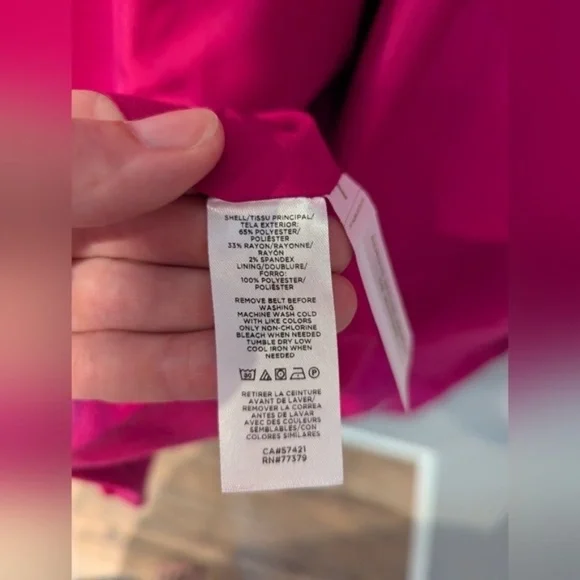 SHELL/TISSU PRINCIPAL/
TELA EXTERIOR:
65% POLYESTER/
POLIÉSTER
33% RAYON/RAYONNE/
RAYÓN
2% SPANDEX
LINING/DOUBLURE/
FORRO:
100% POLYESTER/
POLIÉSTER
REMOVE BELT BEFORE
WASHING
MACHINE WASH COLD
WITH LIKE COLORS
ONLY NON-CHLORINE
BLEACH WHEN NEEDED
TUMBLE DRY LOW
COOL IRON WHEN
NEEDED
RETIRER LA CEINTURE
AVANT DE LAVER/
REMOVER LA CORREA
ANTES DE LAVAR
AVEC DES COULEURS
SEMBLABLES/CON
COLORES SIMILARES
CA#57421
RN#77379